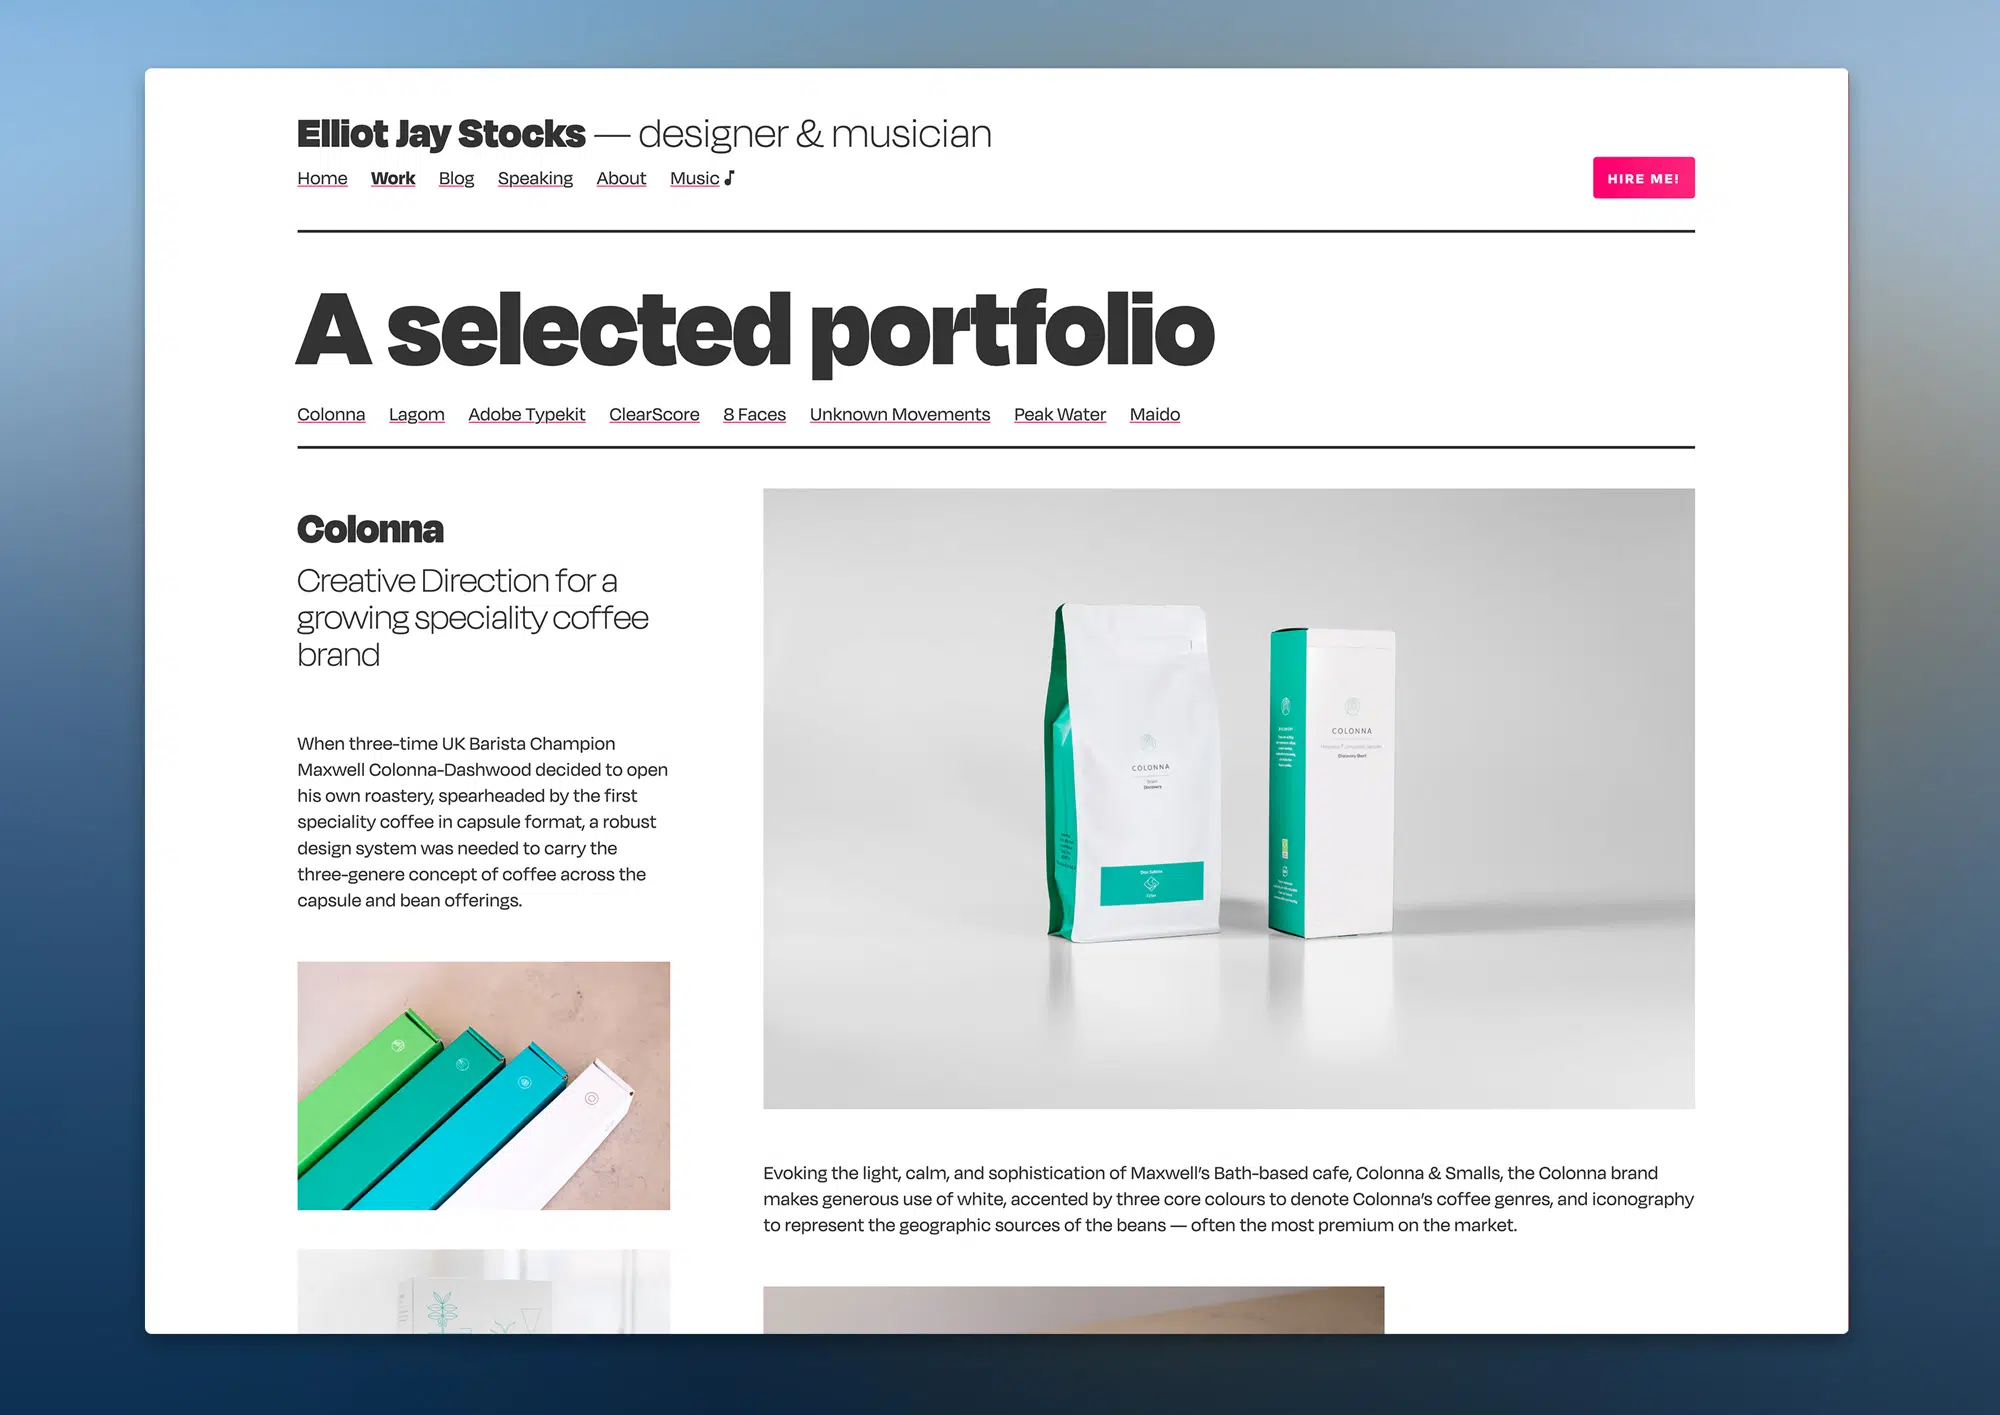 Elliot Jay Stocks — designer & musician
Home Work Blog Speaking About Music
HIRE ME!
A selected portfolio
Colonna Lagom Adobe Typekit ClearScore 8 Faces Unknown Movements Peak Water Maido
Colonna
Creative Direction for a
growing speciality coffee
brand
When three-time UK Barista Champion
Maxwell Colonna-Dashwood decided to open
his own roastery, spearheaded by the first
speciality coffee in capsule format, a robust
design system was needed to carry the
three-genere concept of coffee across the
capsule and bean offerings.
COLONNA
Discovery
COLONNA
Evoking the light, calm, and sophistication of Maxwell’s Bath-based cafe, Colonna & Smalls, the Colonna brand
makes generous use of white, accented by three core colours to denote Colonna’s coffee genres, and iconography
to represent the geographic sources of the beans — often the most premium on the market.